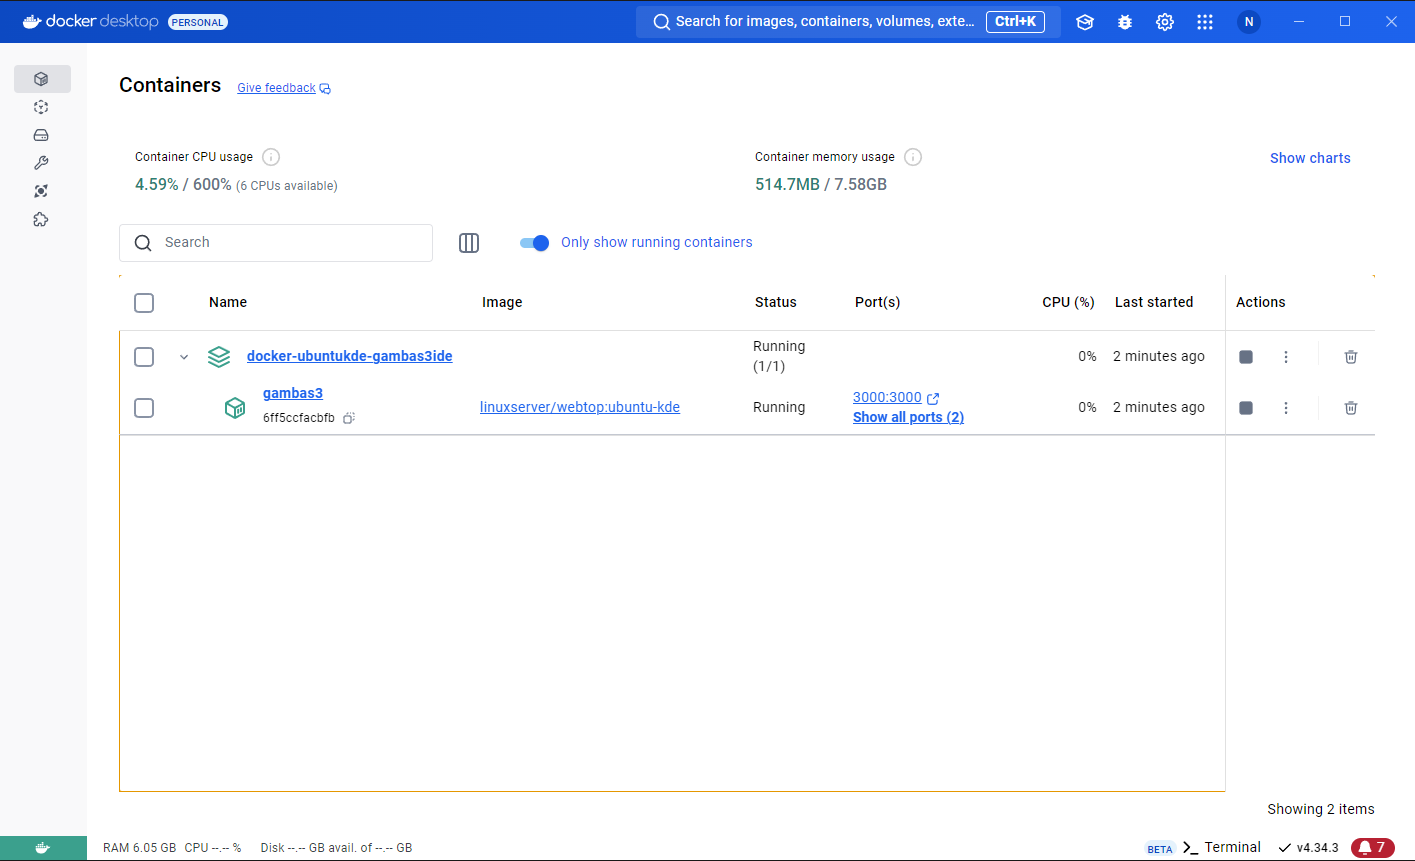 docker desktop PERSONAL
Search for images, containers, volumes, exte... Ctrl+K
N
Containers Give feedback
Container CPU usage
4.59% / 600% (6 CPUs available)
Container memory usage
514.7MB / 7.58GB
Show charts
Search
Only show running containers
Name Image Status Port(s) CPU (%) Last started Actions
docker-ubuntukde-gambas3ide Running (1/1) 0% 2 minutes ago
gambas3 linuxserver/webtop:ubuntu-kde Running 3000:3000 0% 2 minutes ago
6ff5ccfacbfb Show all ports (2)
Showing 2 items
RAM 6.05 GB CPU --.-- % Disk --.-- GB avail. of --.-- GB BETA >_ Terminal v4.34.3 7